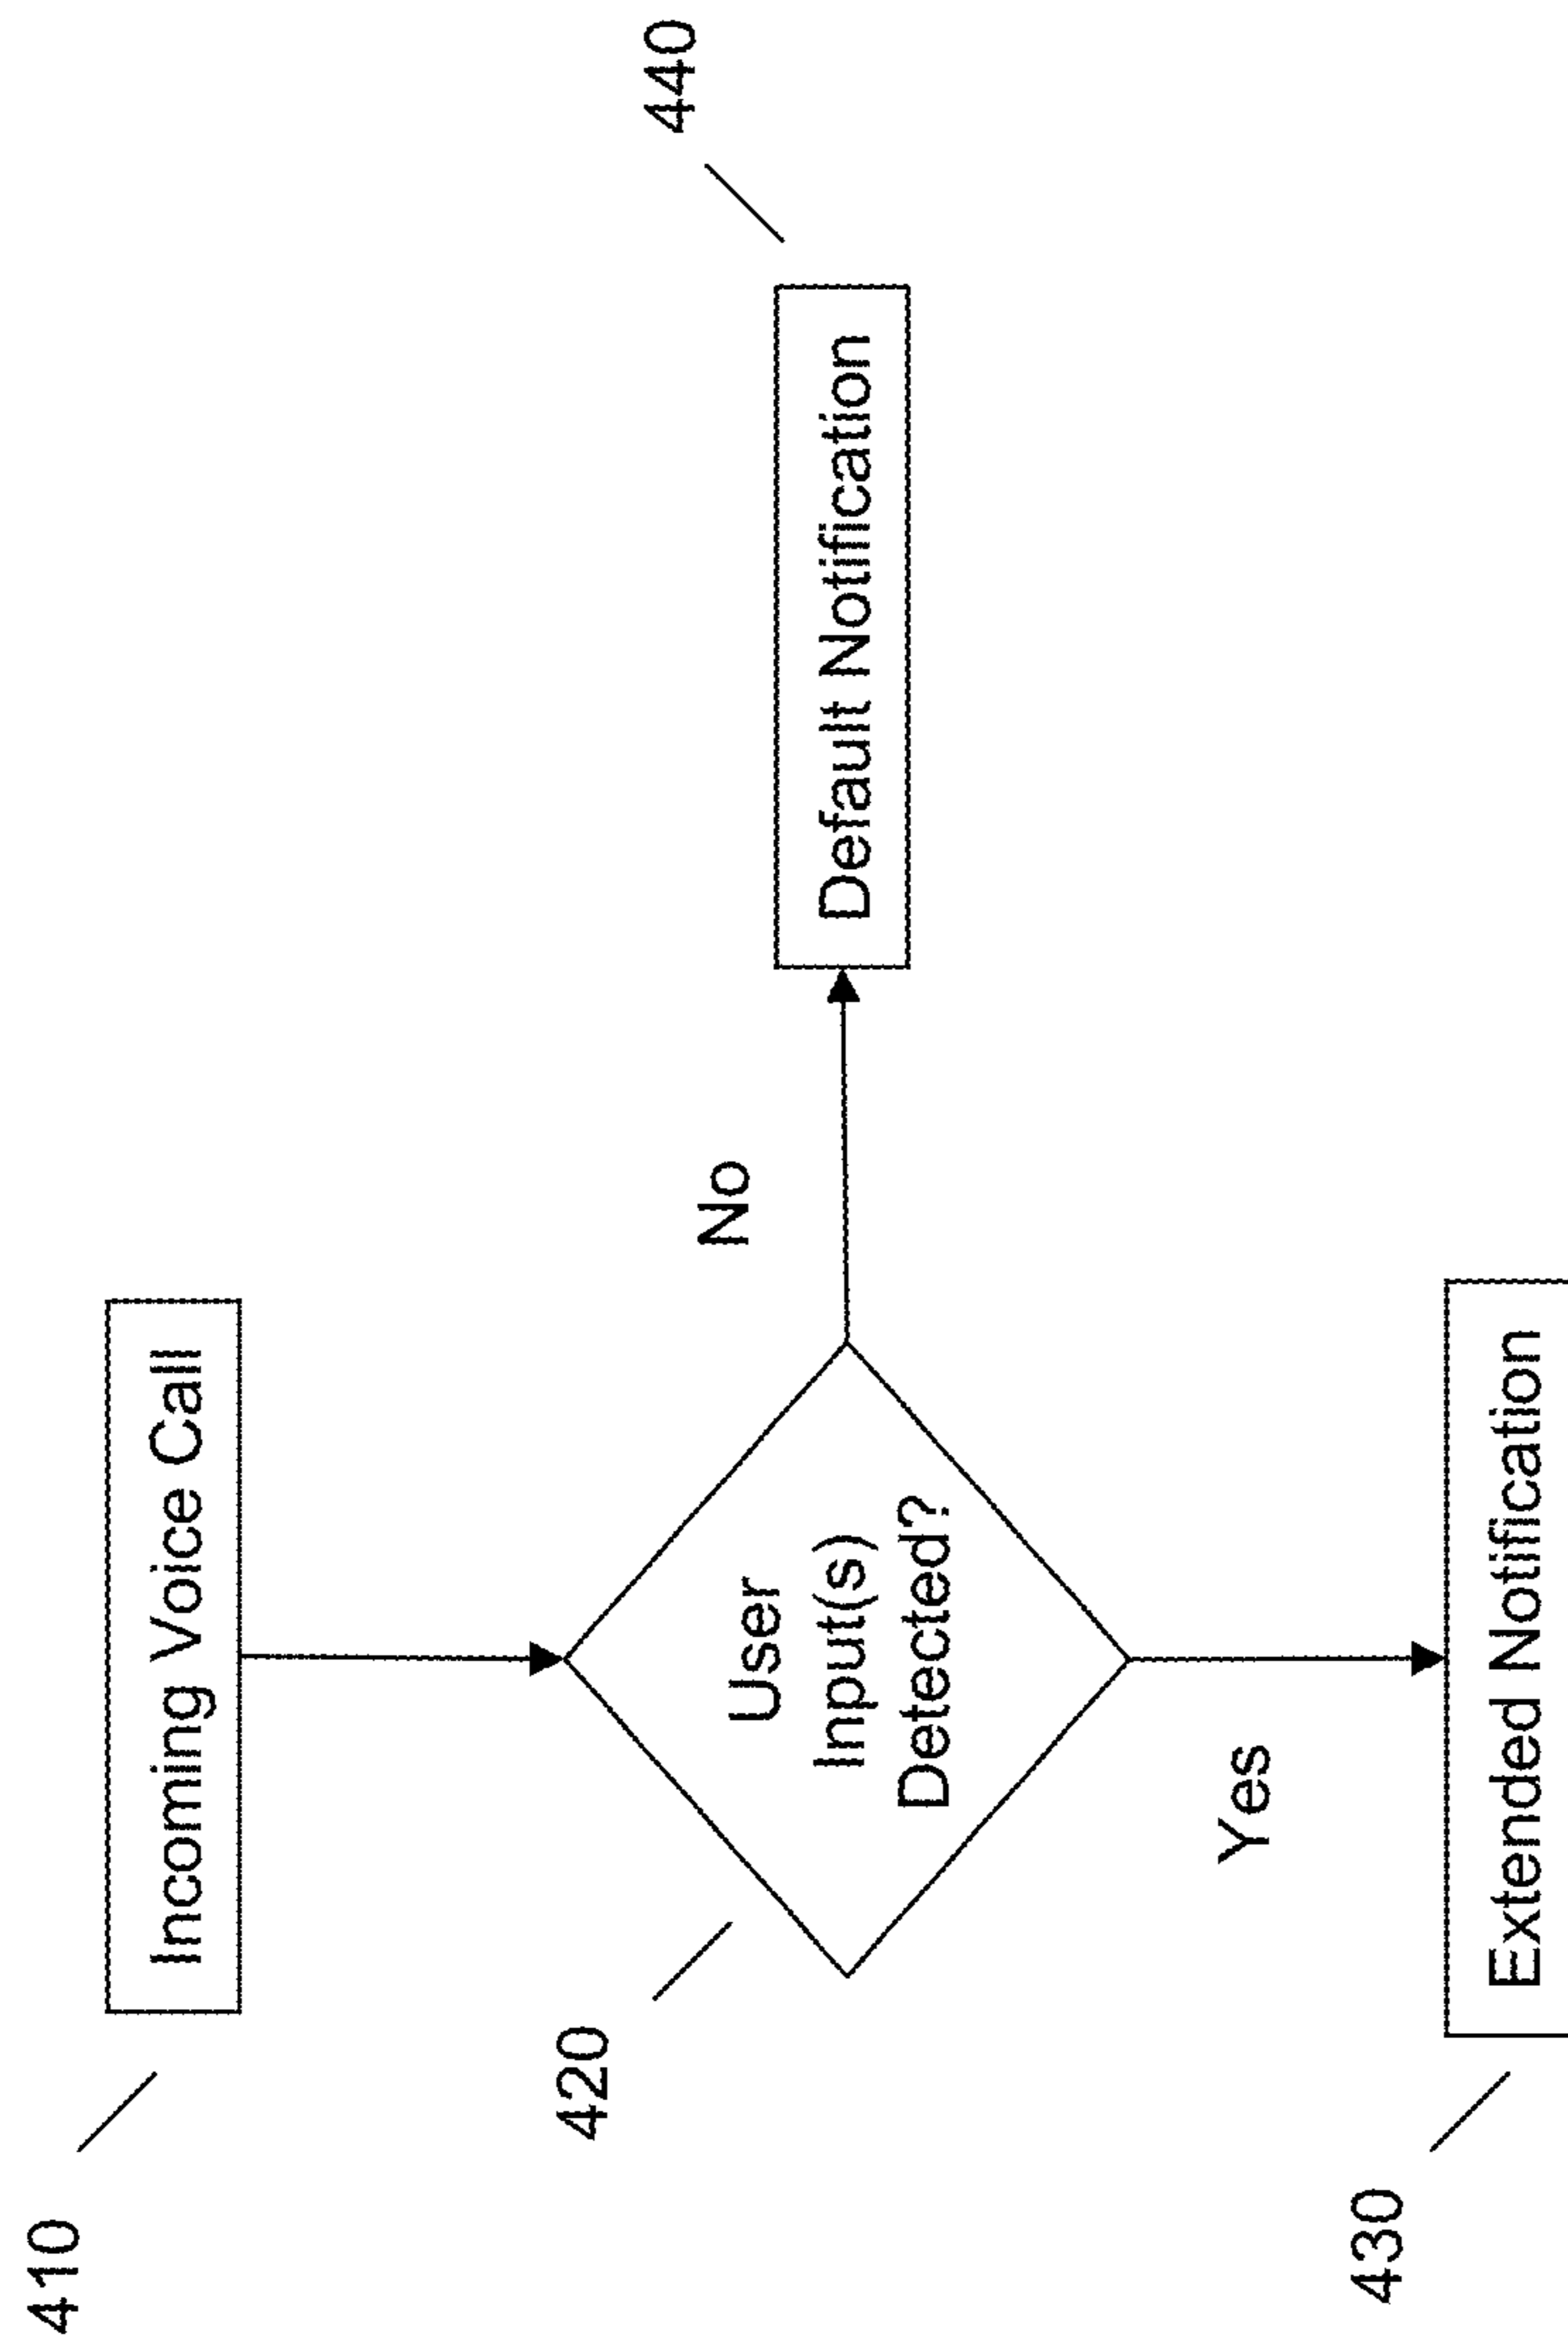 410
Incoming Voice Call
420
User
Input(s)
Detected?
No
Default Notification
440
Yes
430
Extended Notification